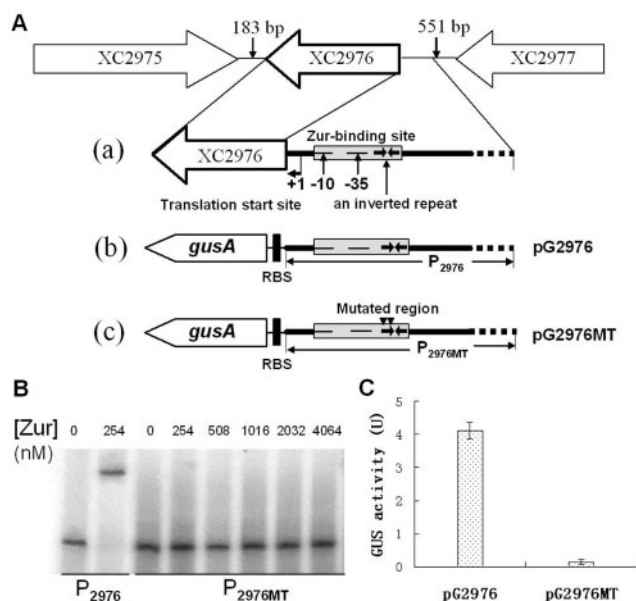 A
183 bp
551 bp
XC2975
XC2976
XC2977
(a)
XC2976
Zur-binding site
+1
-10
-35
Translation start site
an inverted repeat
(b)
gusA
RBS
P2976
pG2976
(c)
gusA
RBS
Mutated region
P2976MT
pG2976MT
B
[Zur]
(nM)
0 254 0 254 508 1016 2032 4064
P2976
P2976MT
C
GUS activity (U)
5
4
3
2
1
0
pG2976
pG2976MT